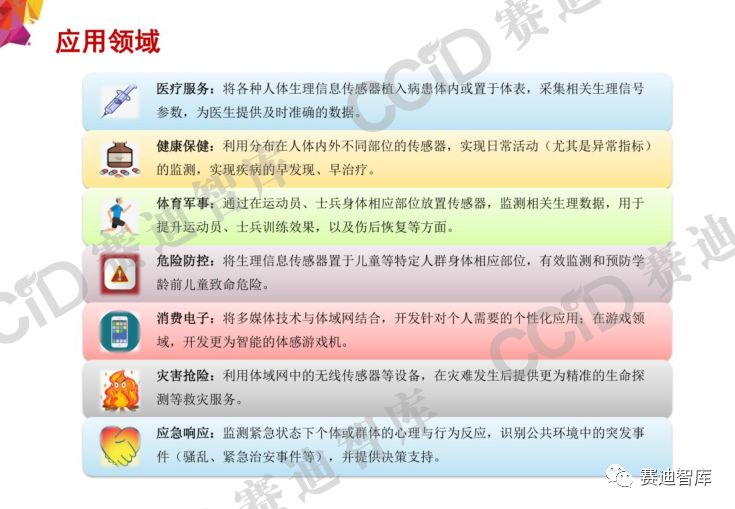 应用领域
医疗服务：将各种人体生理信息传感器植入病患体内或置于体表，采集相关生理信号
参数，为医生提供及时准确的数据。
健康保健：利用分布在人体内外不同部位的传感器，实现日常活动（尤其是异常指标）
的监测，实现疾病的早发现、早治疗。
体育军事：通过在运动员、士兵身体相应部位放置传感器，监测相关生理数据，用于
提升运动员、士兵训练效果，以及伤后恢复等方面。
危险防控：将生理信息传感器置于儿童等特定人群身体相应部位，有效监测和预防学
龄前儿童致命危险。
消费电子：将多媒体技术与体域网结合，开发针对个人需要的个性化应用；在游戏领
域，开发更为智能的体感游戏机。
灾害抢险：利用体域网中的无线传感器等设备，在灾难发生后提供更为精准的生命探
测等救灾服务。
应急响应：监测紧急状态下个体或群体的心理与行为反应，识别公共环境中的突发事
件（骚乱、紧急治安事件等），并提供决策支持。
赛迪智库
CCiD 赛迪智库
CCiD 赛迪智库
CCiD 赛迪